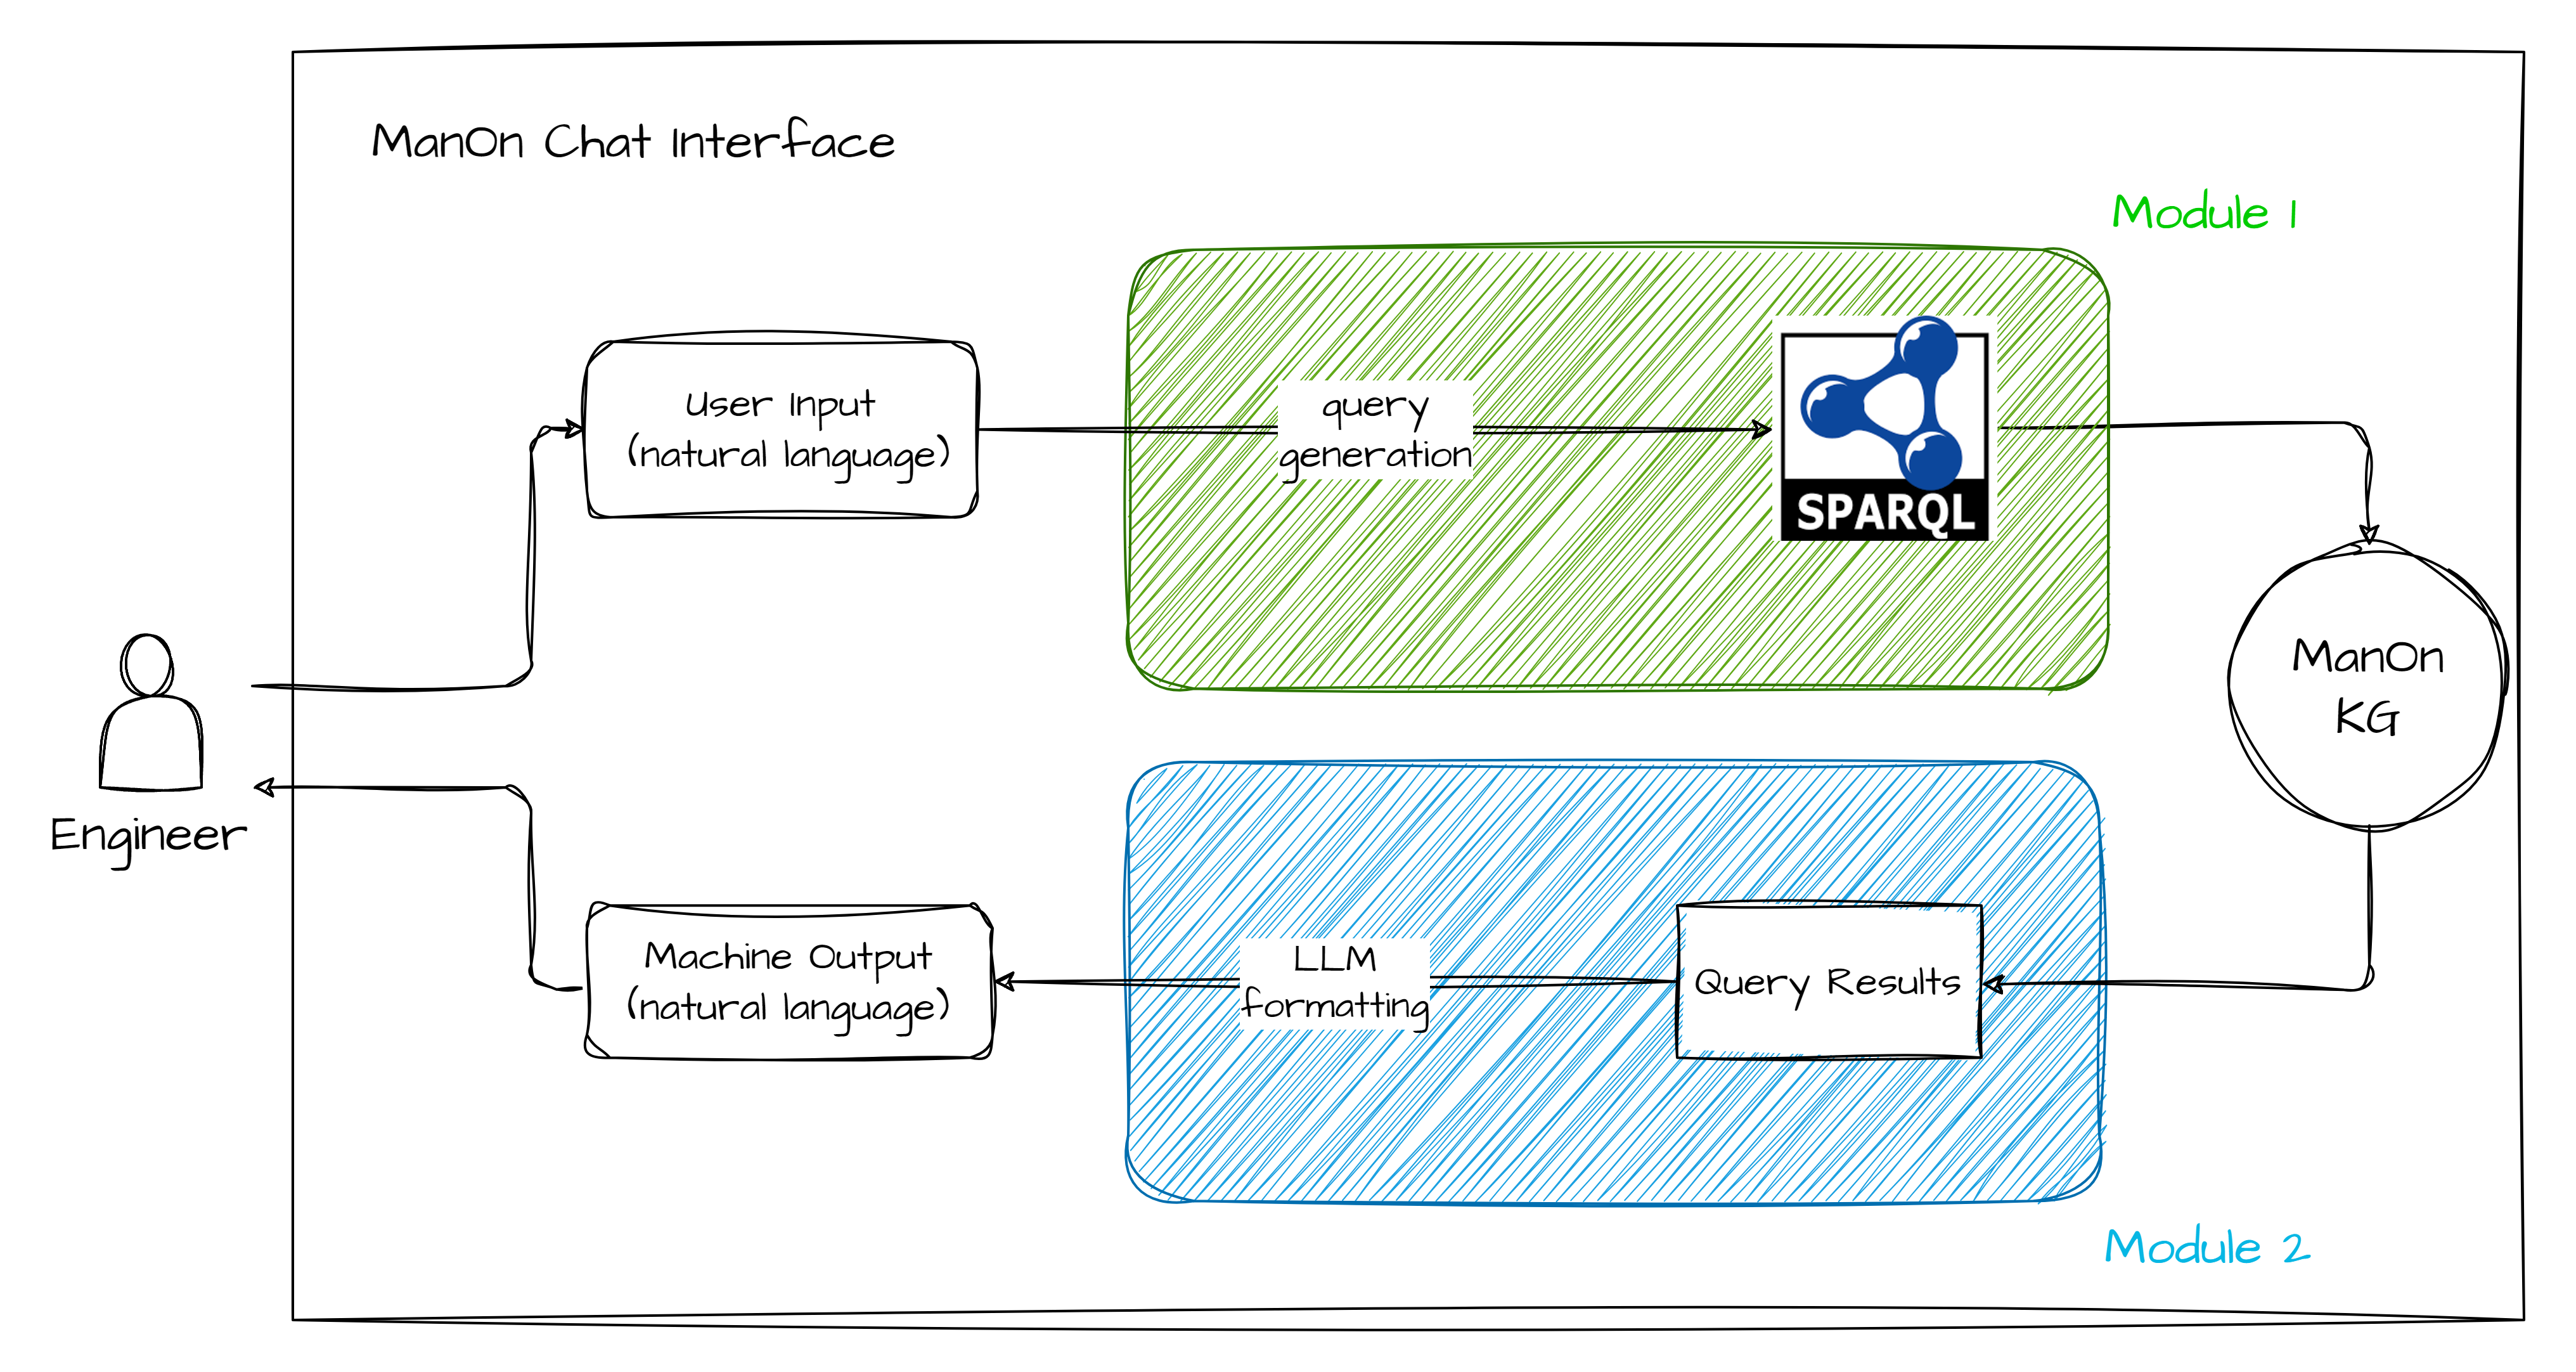 ManOn Chat Interface
Module 1
User Input
(natural language)
query
generation
SPARQL
ManOn
KG
Engineer
Machine Output
(natural language)
LLM
formatting
Query Results
Module 2